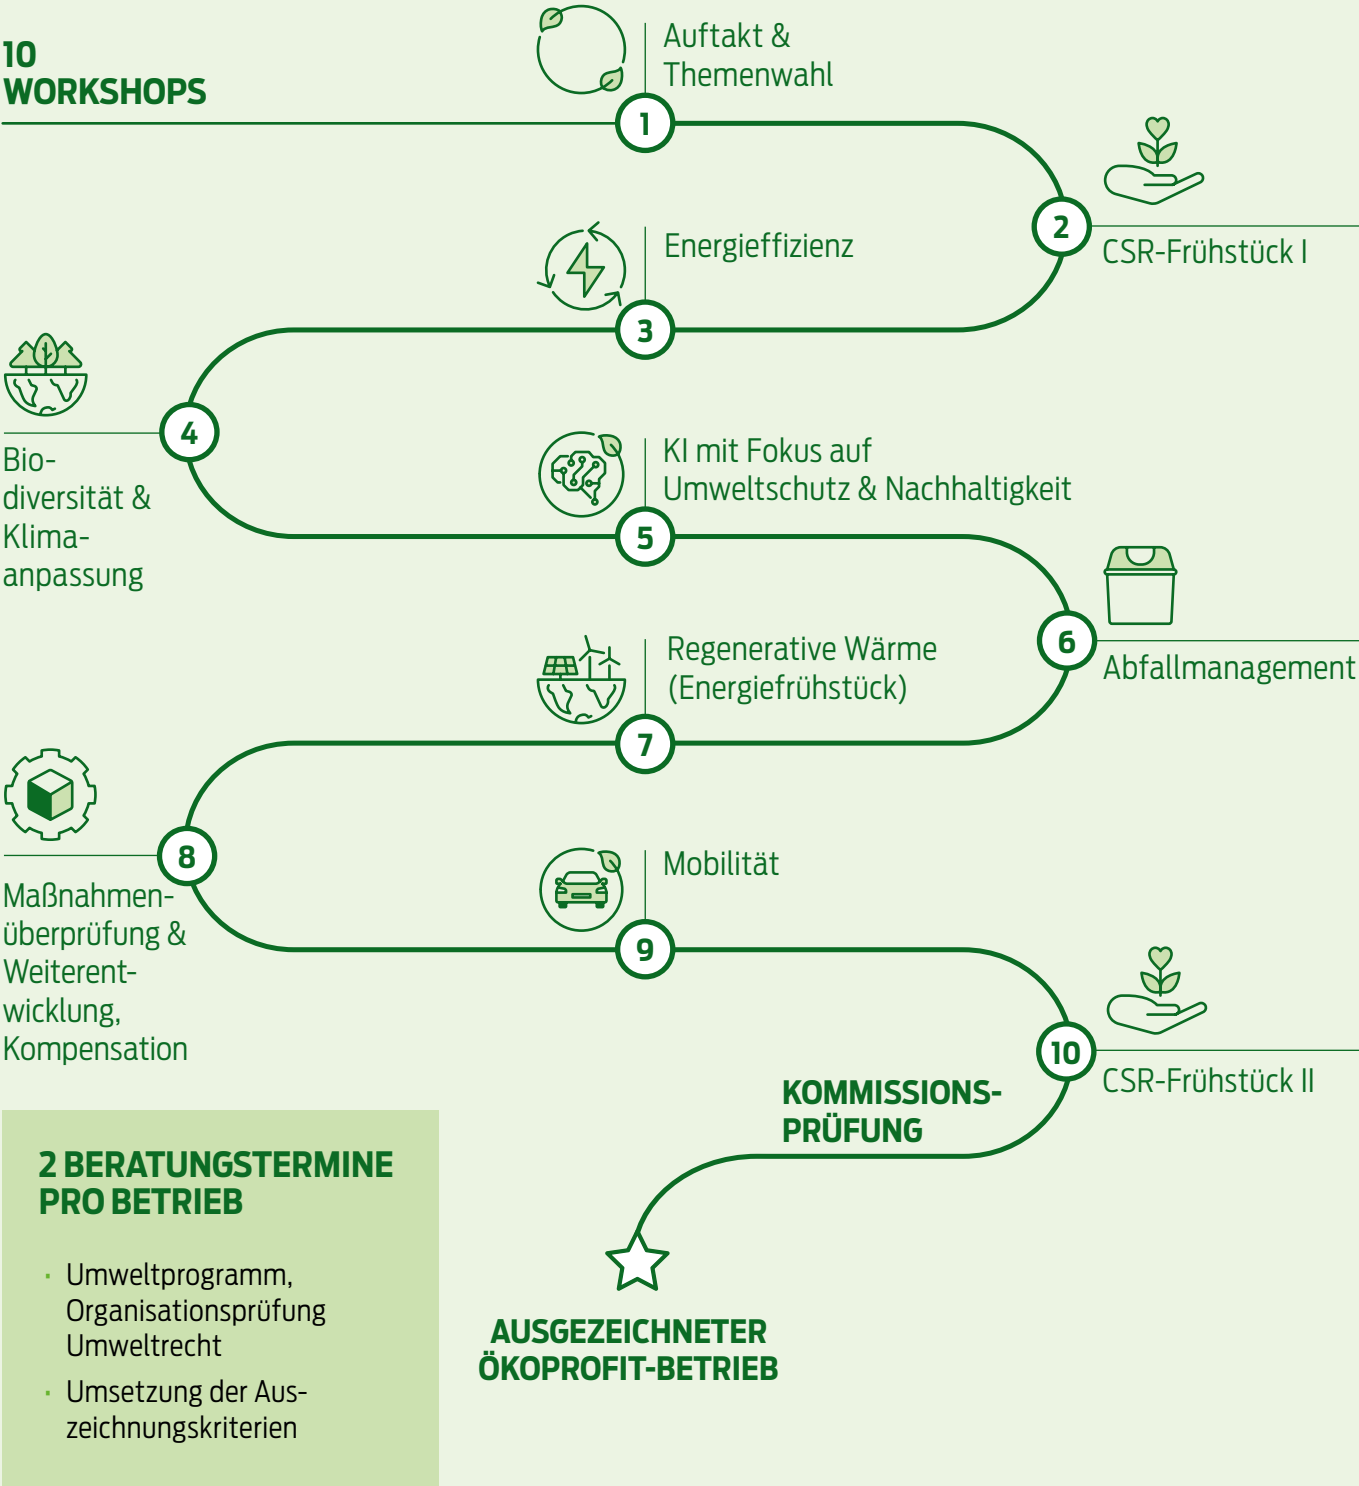 10
WORKSHOPS
Auftakt &
Themenwahl
1
2
CSR-Frühstück I
Energieffizienz
3
4
Bio-
diversität &
Klima-
anpassung
KI mit Fokus auf
Umweltschutz & Nachhaltigkeit
5
6
Abfallmanagement
Regenerative Wärme
(Energiefrühstück)
7
8
Maßnahmen-
überprüfung &
Weiterent-
wicklung,
Kompensation
Mobilität
9
10
CSR-Frühstück II
KOMMISSIONS-
PRÜFUNG
AUSGEZEICHNETER
ÖKOPROFIT-BETRIEB
2 BERATUNGSTERMINE
PRO BETRIEB
· Umweltprogramm,
Organisationsprüfung
Umweltrecht
· Umsetzung der Aus-
zeichnungskriterien